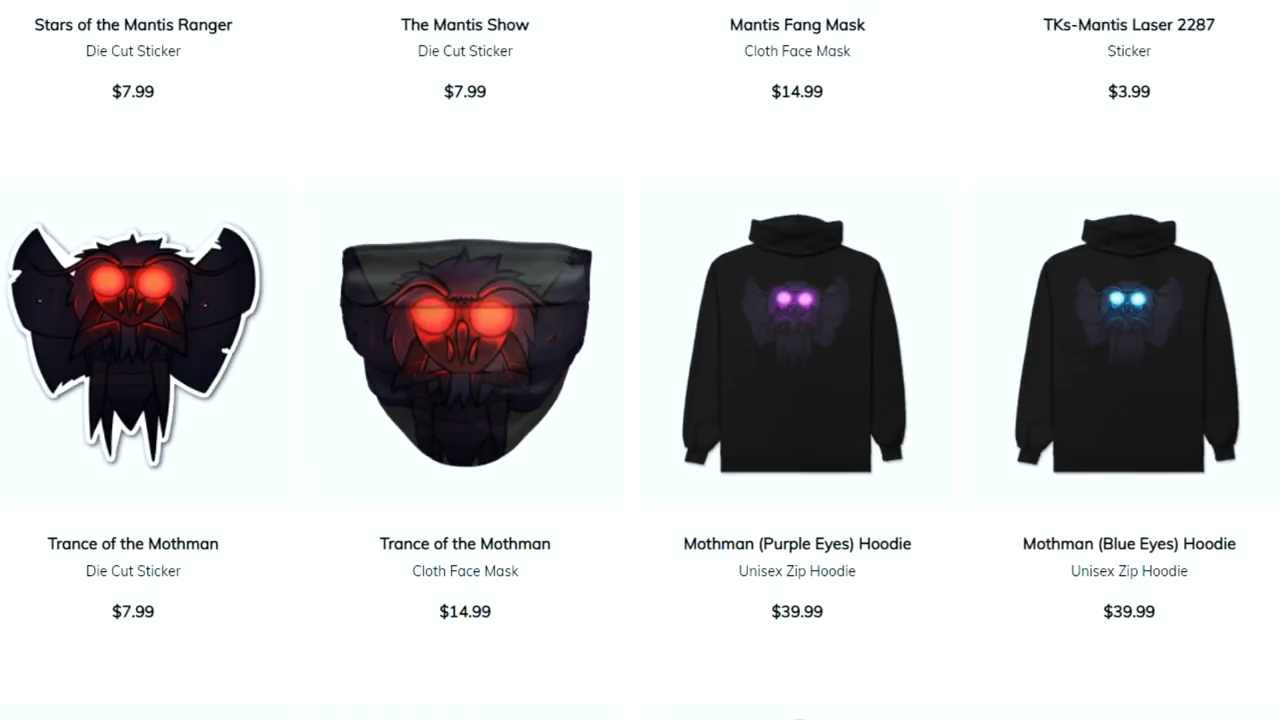 Stars of the Mantis Ranger
Die Cut Sticker
$7.99
The Mantis Show
Die Cut Sticker
$7.99
Mantis Fang Mask
Cloth Face Mask
$14.99
TKs-Mantis Laser 2287
Sticker
$3.99
Trance of the Mothman
Die Cut Sticker
$7.99
Trance of the Mothman
Cloth Face Mask
$14.99
Mothman (Purple Eyes) Hoodie
Unisex Zip Hoodie
$39.99
Mothman (Blue Eyes) Hoodie
Unisex Zip Hoodie
$39.99